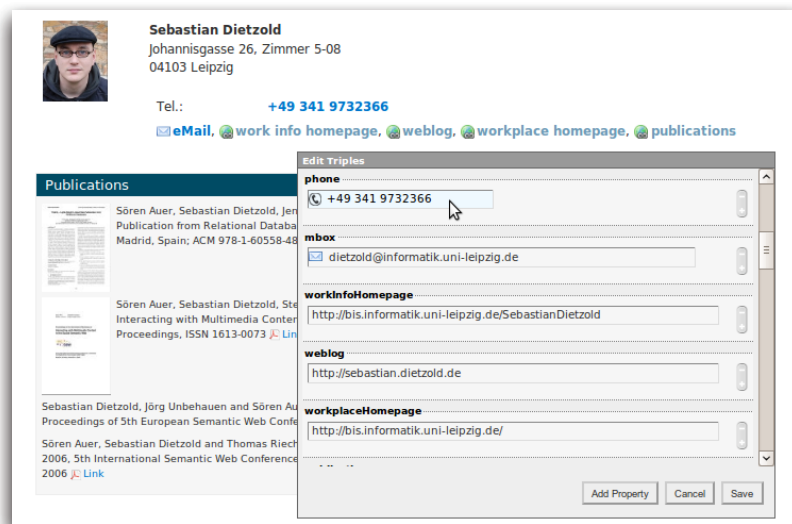 Sebastian Dietzold
Johannisgasse 26, Zimmer 5-08
04103 Leipzig
Tel.: +49 341 9732366
eMail, work info homepage, weblog, workplace homepage, publications
Publications
Sören Auer, Sebastian Dietzold, Jen
Publication from Relational Databa
Madrid, Spain; ACM 978-1-60558-48
Sören Auer, Sebastian Dietzold, Ste
Interacting with Multimedia Conter
Proceedings, ISSN 1613-0073 Lin
Sebastian Dietzold, Jörg Unbehauen and Sören Au
Proceedings of 5th European Semantic Web Confe
Sören Auer, Sebastian Dietzold and Thomas Riech
2006, 5th International Semantic Web Conference
2006 Link
Edit Triples
phone
+49 341 9732366
mbox
dietzold@informatik.uni-leipzig.de
workInfoHomepage
http://bis.informatik.uni-leipzig.de/SebastianDietzold
weblog
http://sebastian.dietzold.de
workplaceHomepage
http://bis.informatik.uni-leipzig.de/
Add Property Cancel Save